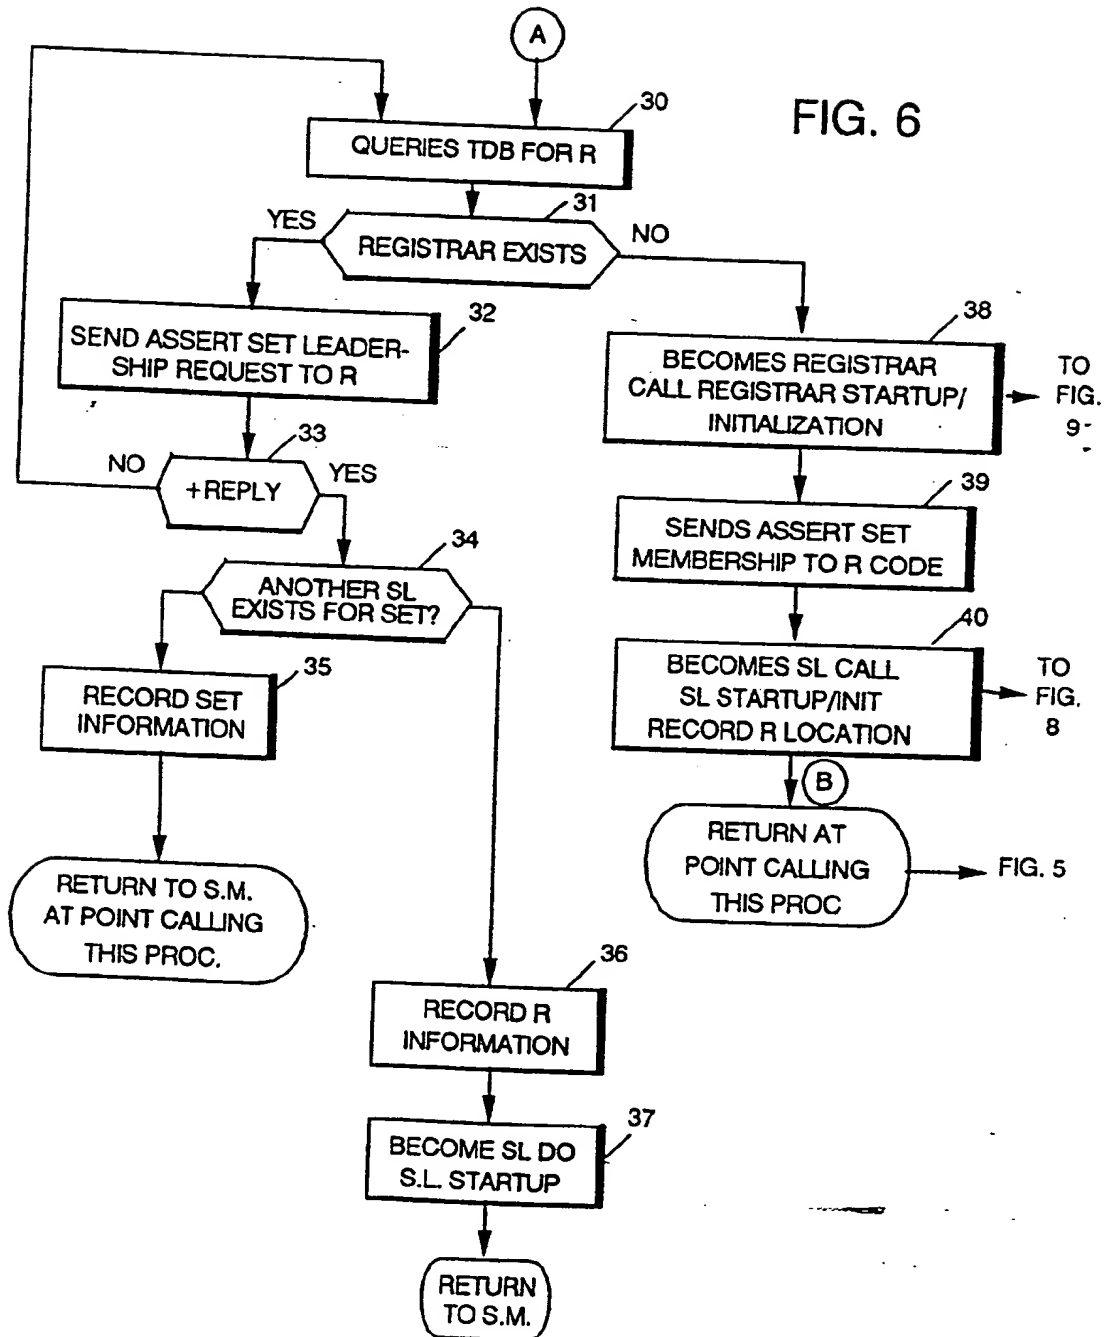 A
FIG. 6
30
QUERIES TDB FOR R
31
YES
REGISTRAR EXISTS
NO
32
SEND ASSERT SET LEADER-
SHIP REQUEST TO R
33
NO
+REPLY
YES
34
ANOTHER SL
EXISTS FOR SET?
35
RECORD SET
INFORMATION
RETURN TO S.M.
AT POINT CALLING
THIS PROC.
36
RECORD R
INFORMATION
37
BECOME SL DO
S.L. STARTUP
RETURN
TO S.M.
38
BECOMES REGISTRAR
CALL REGISTRAR STARTUP/
INITIALIZATION
TO
FIG.
9
39
SENDS ASSERT SET
MEMBERSHIP TO R CODE
40
BECOMES SL CALL
SL STARTUP/INIT
RECORD R LOCATION
TO
FIG.
8
B
RETURN AT
POINT CALLING
THIS PROC
FIG. 5